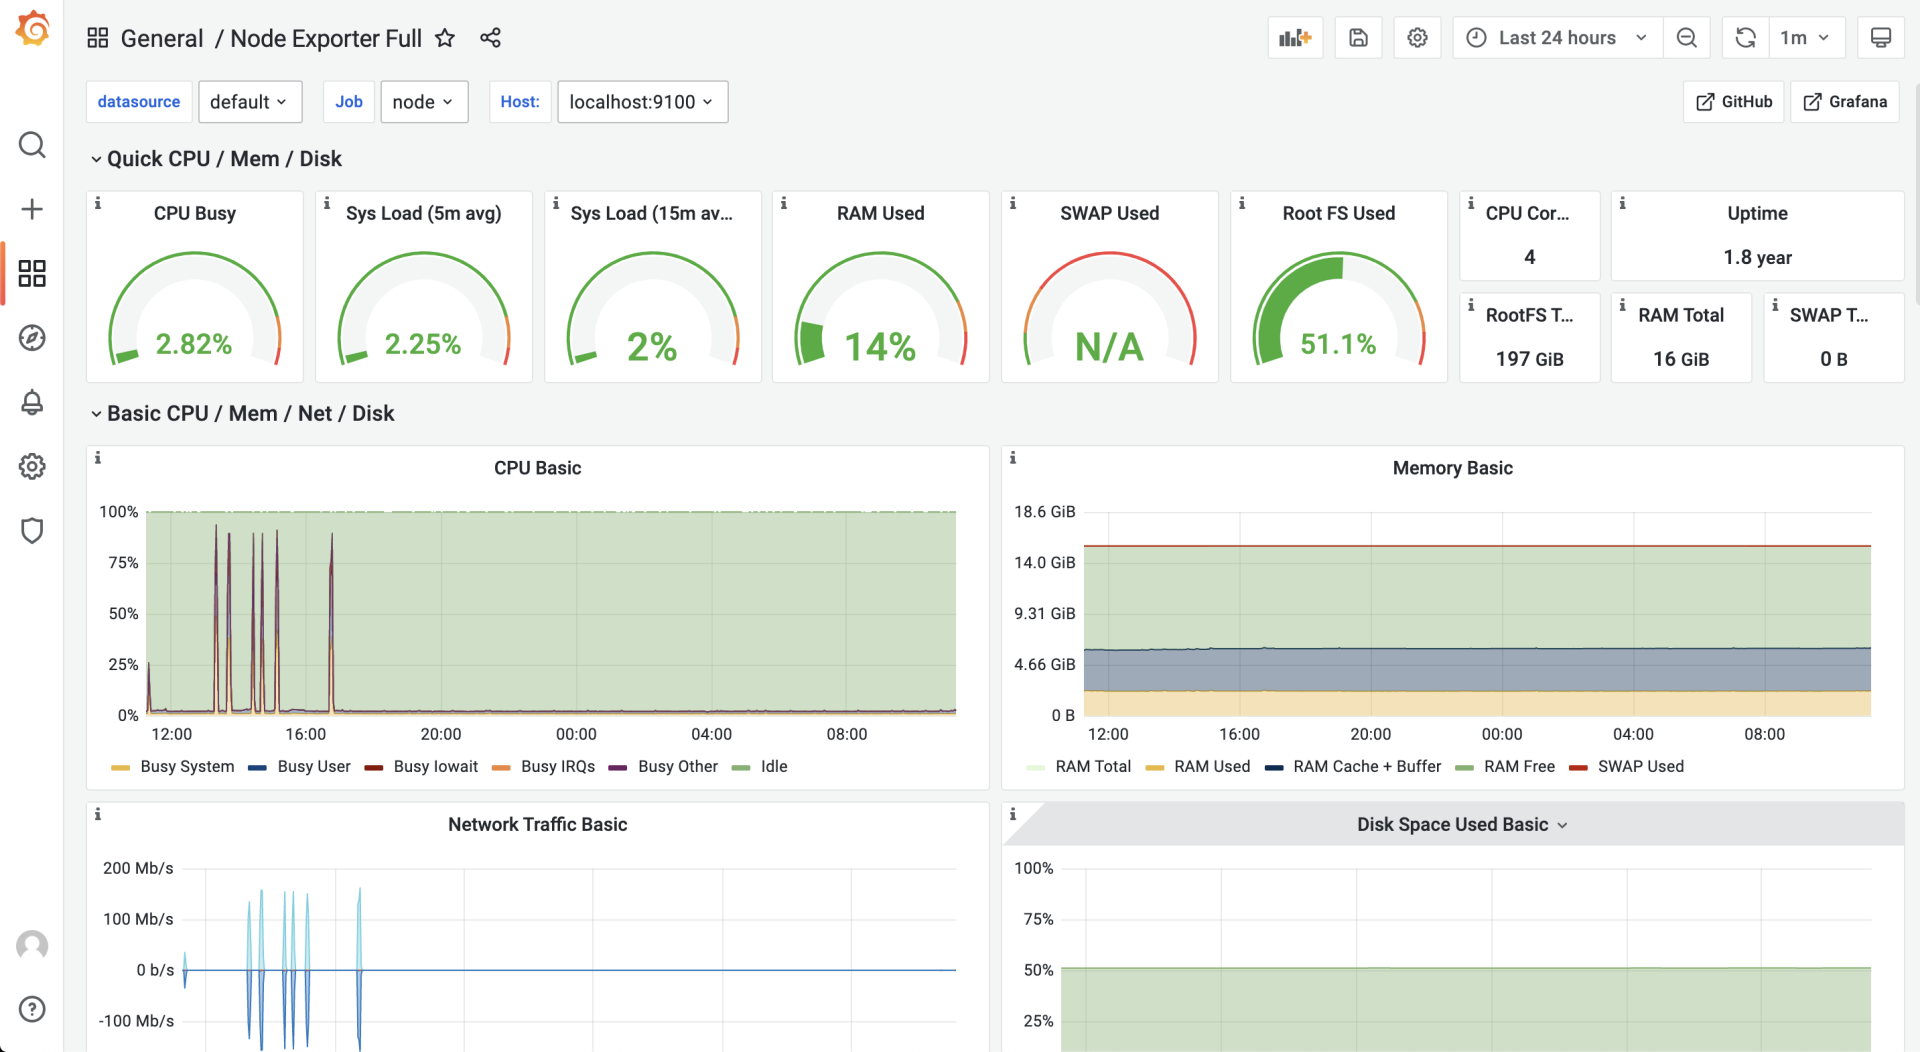 General / Node Exporter Full
Last 24 hours
1m
datasource
default
Job
node
Host:
localhost:9100
GitHub
Grafana
Quick CPU / Mem / Disk
CPU Busy
2.82%
Sys Load (5m avg)
2.25%
Sys Load (15m av...
2%
RAM Used
14%
SWAP Used
N/A
Root FS Used
51.1%
CPU Cor...
4
Uptime
1.8 year
RootFS T...
197 GiB
RAM Total
16 GiB
SWAP T...
0 B
Basic CPU / Mem / Net / Disk
CPU Basic
100%
75%
50%
25%
0%
12:00 16:00 20:00 00:00 04:00 08:00
Busy System Busy User Busy Iowait Busy IRQs Busy Other Idle
Memory Basic
18.6 GiB
14.0 GiB
9.31 GiB
4.66 GiB
0 B
12:00 16:00 20:00 00:00 04:00 08:00
RAM Total RAM Used RAM Cache + Buffer RAM Free SWAP Used
Network Traffic Basic
200 Mb/s
100 Mb/s
0 b/s
-100 Mb/s
Disk Space Used Basic
100%
75%
50%
25%